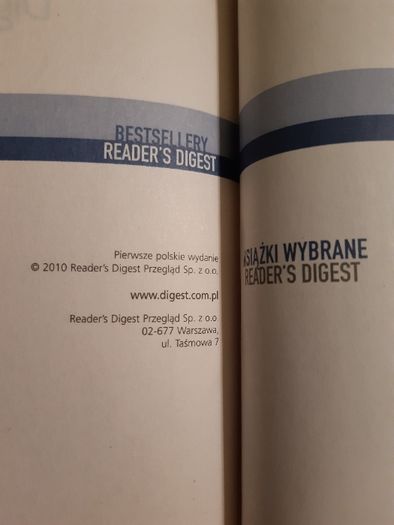 BESTSELLERY
READER'S DIGEST
Pierwsze polskie wydanie
© 2010 Reader's Digest Przegląd Sp. z o.o.
www.digest.com.pl
Reader's Digest Przegląd Sp. z o.o.
02-677 Warszawa,
ul. Taśmowa 7
KSIĄŻKI WYBRANE
READER'S DIGEST